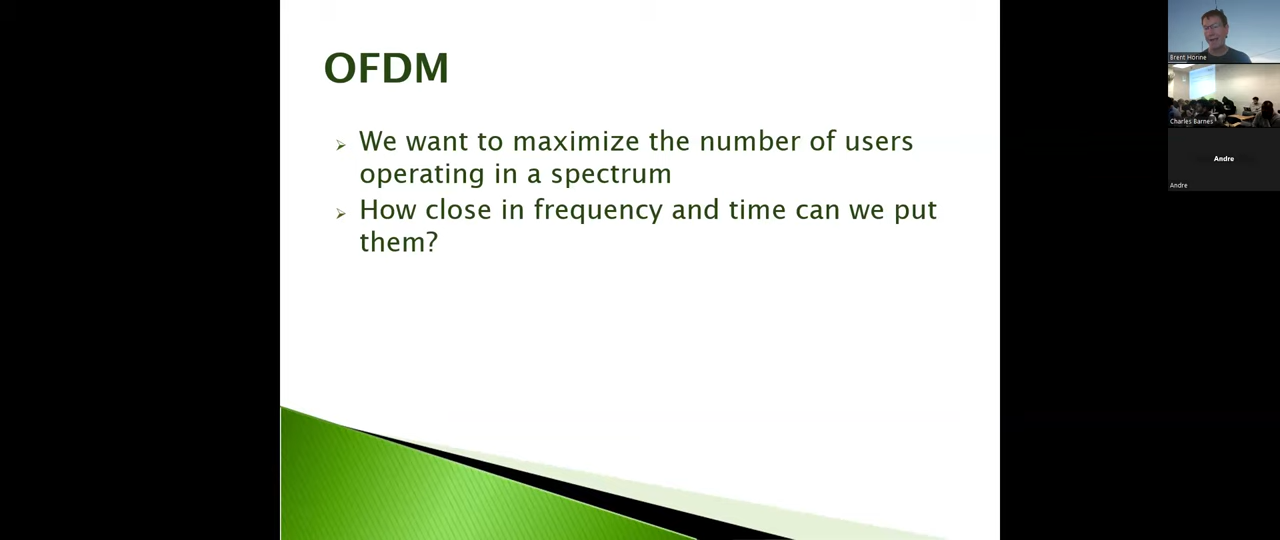 OFDM
We want to maximize the number of users
operating in a spectrum
How close in frequency and time can we put
them?
Brent Horine
Charles Barnes
Andre
Andre